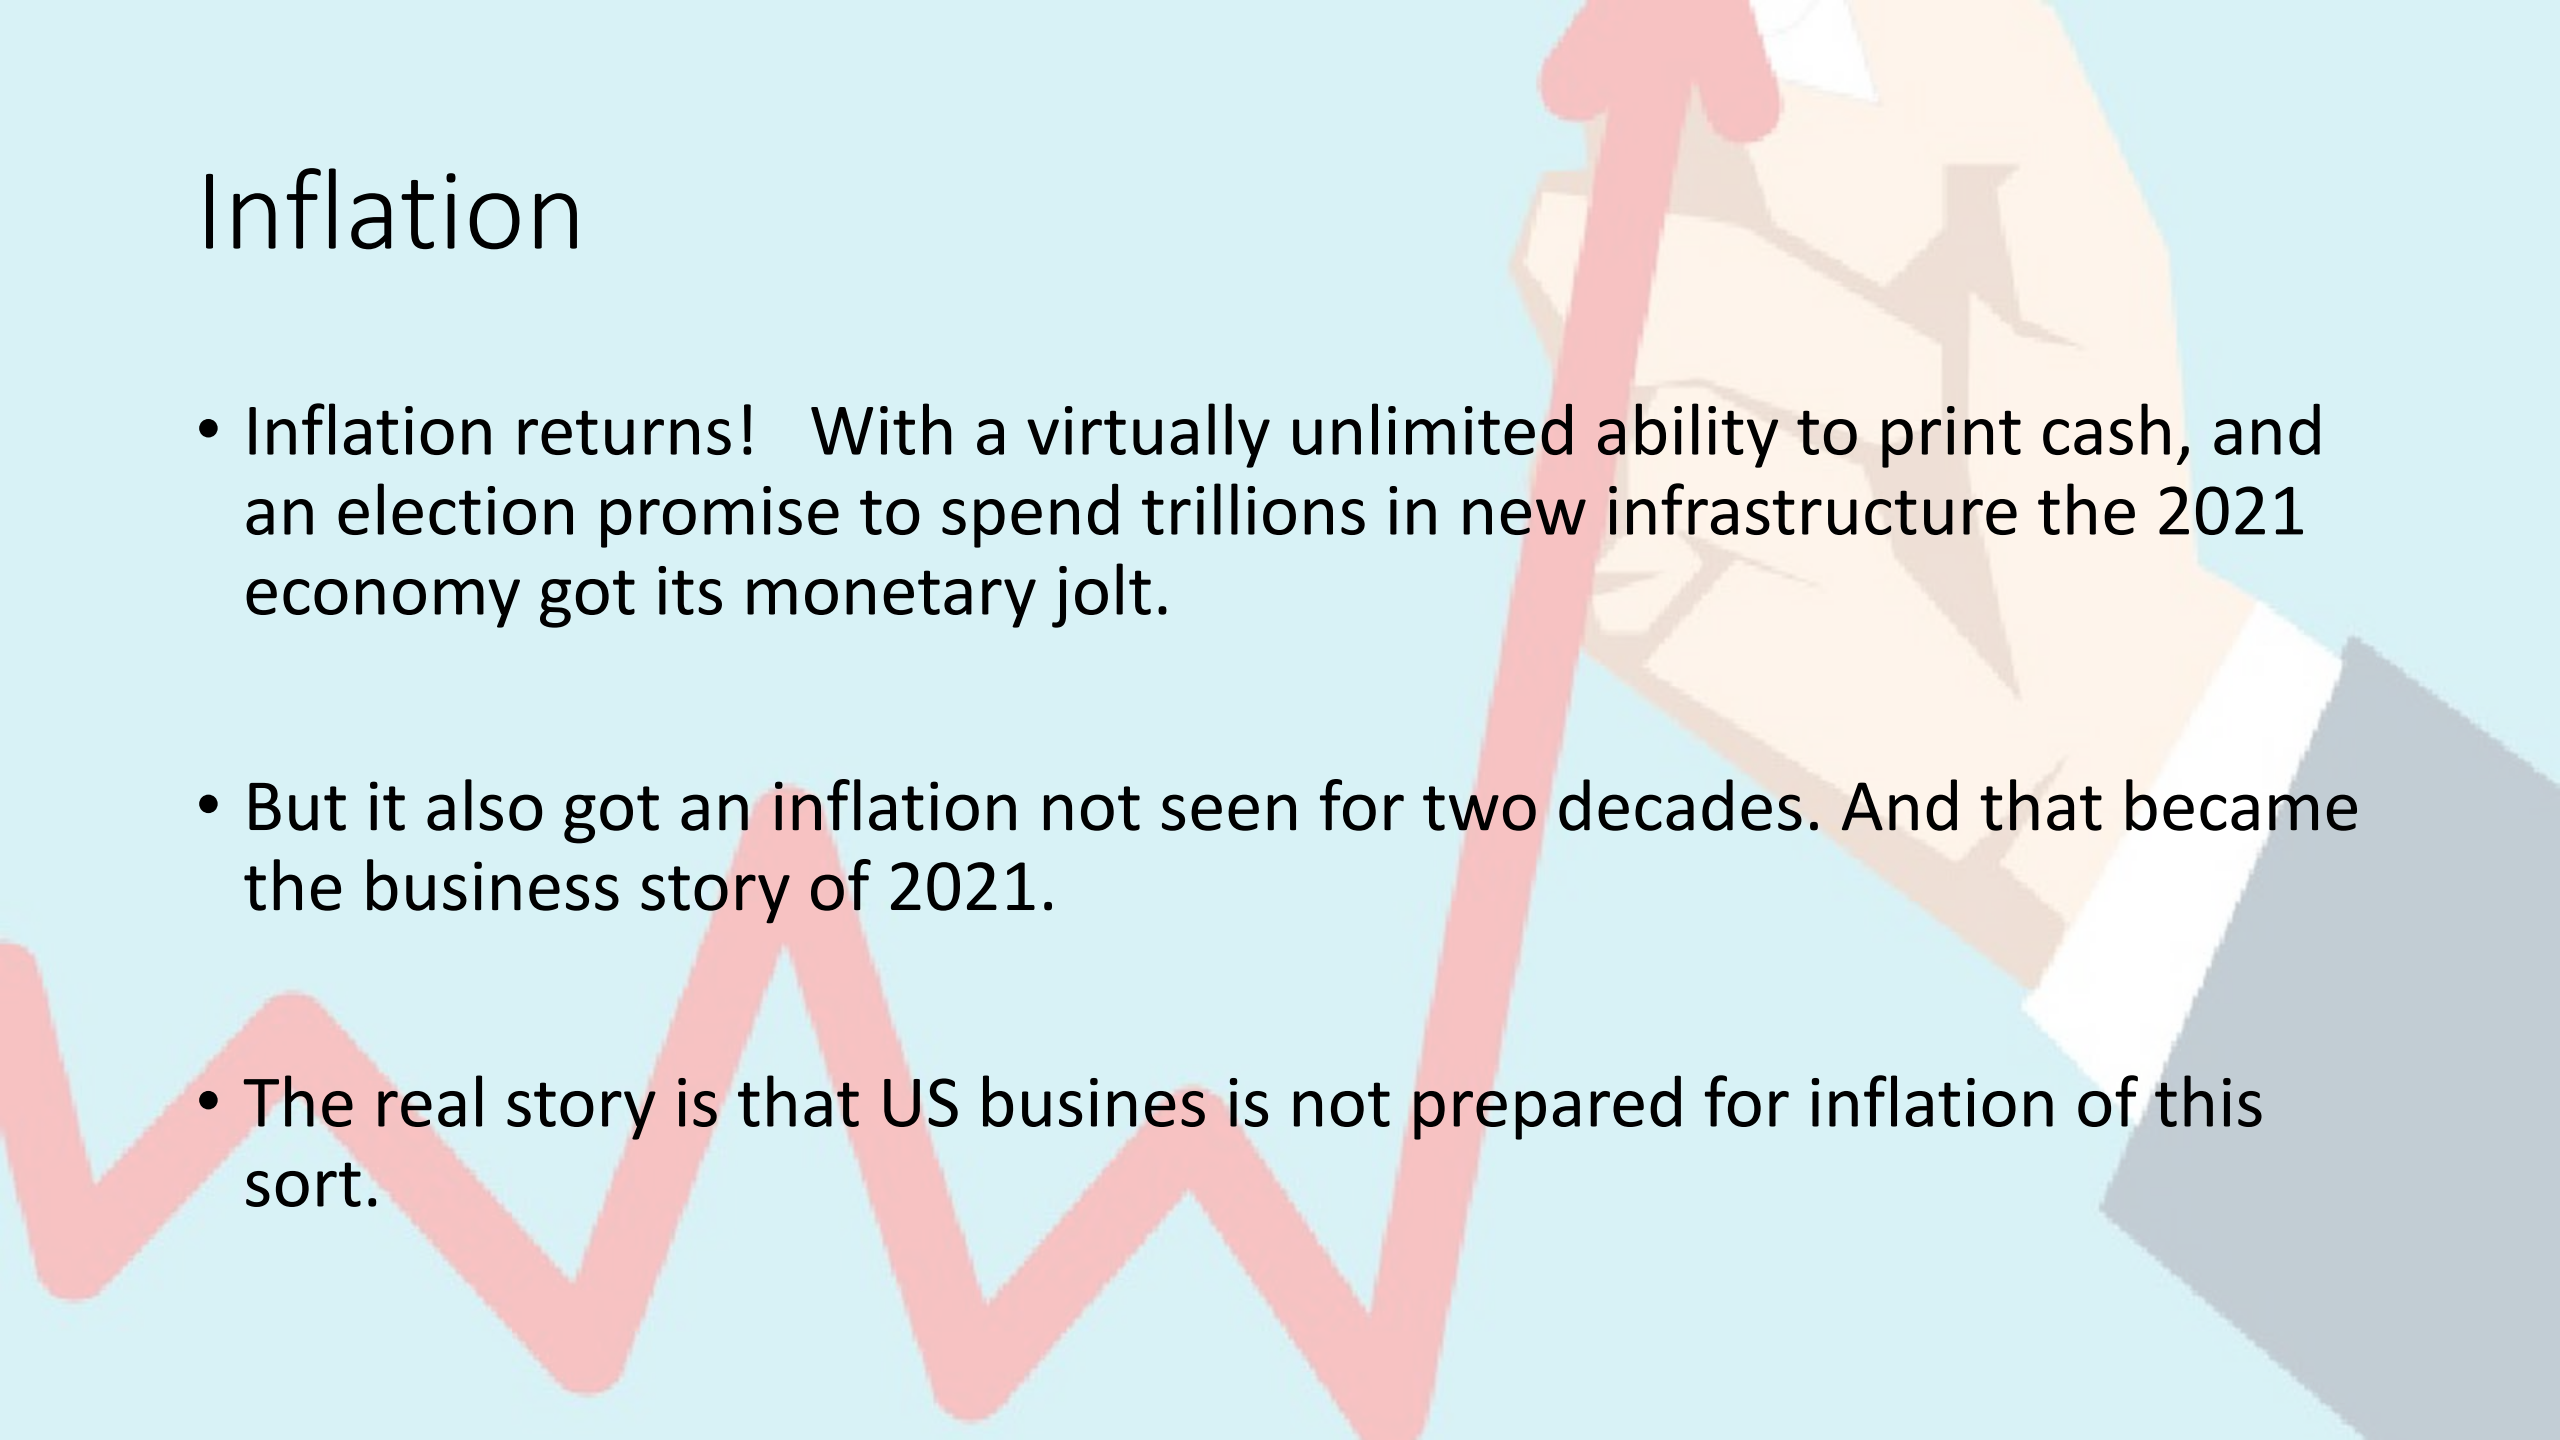 Inflation
• Inflation returns!   With a virtually unlimited ability to print cash, and
an election promise to spend trillions in new infrastructure the 2021
economy got its monetary jolt.
• But it also got an inflation not seen for two decades. And that became
the business story of 2021.
• The real story is that US busines is not prepared for inflation of this
sort.